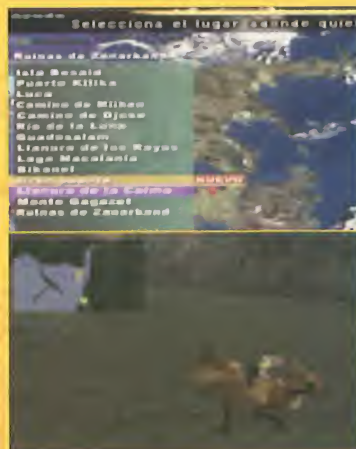 Selecciona el lugar adonde quie
Ruinas de Zanarkand
Isla Besaid
Puerto Kilika
Luca
Camino de Miihen
Camino de Djose
Río de la Luna
Guadosalam
Llanura de los Rayos
Lago Macalania
Bikanel
NUEVO
Llanura de la Calma
Monte Gagazet
Ruinas de Zanarkand